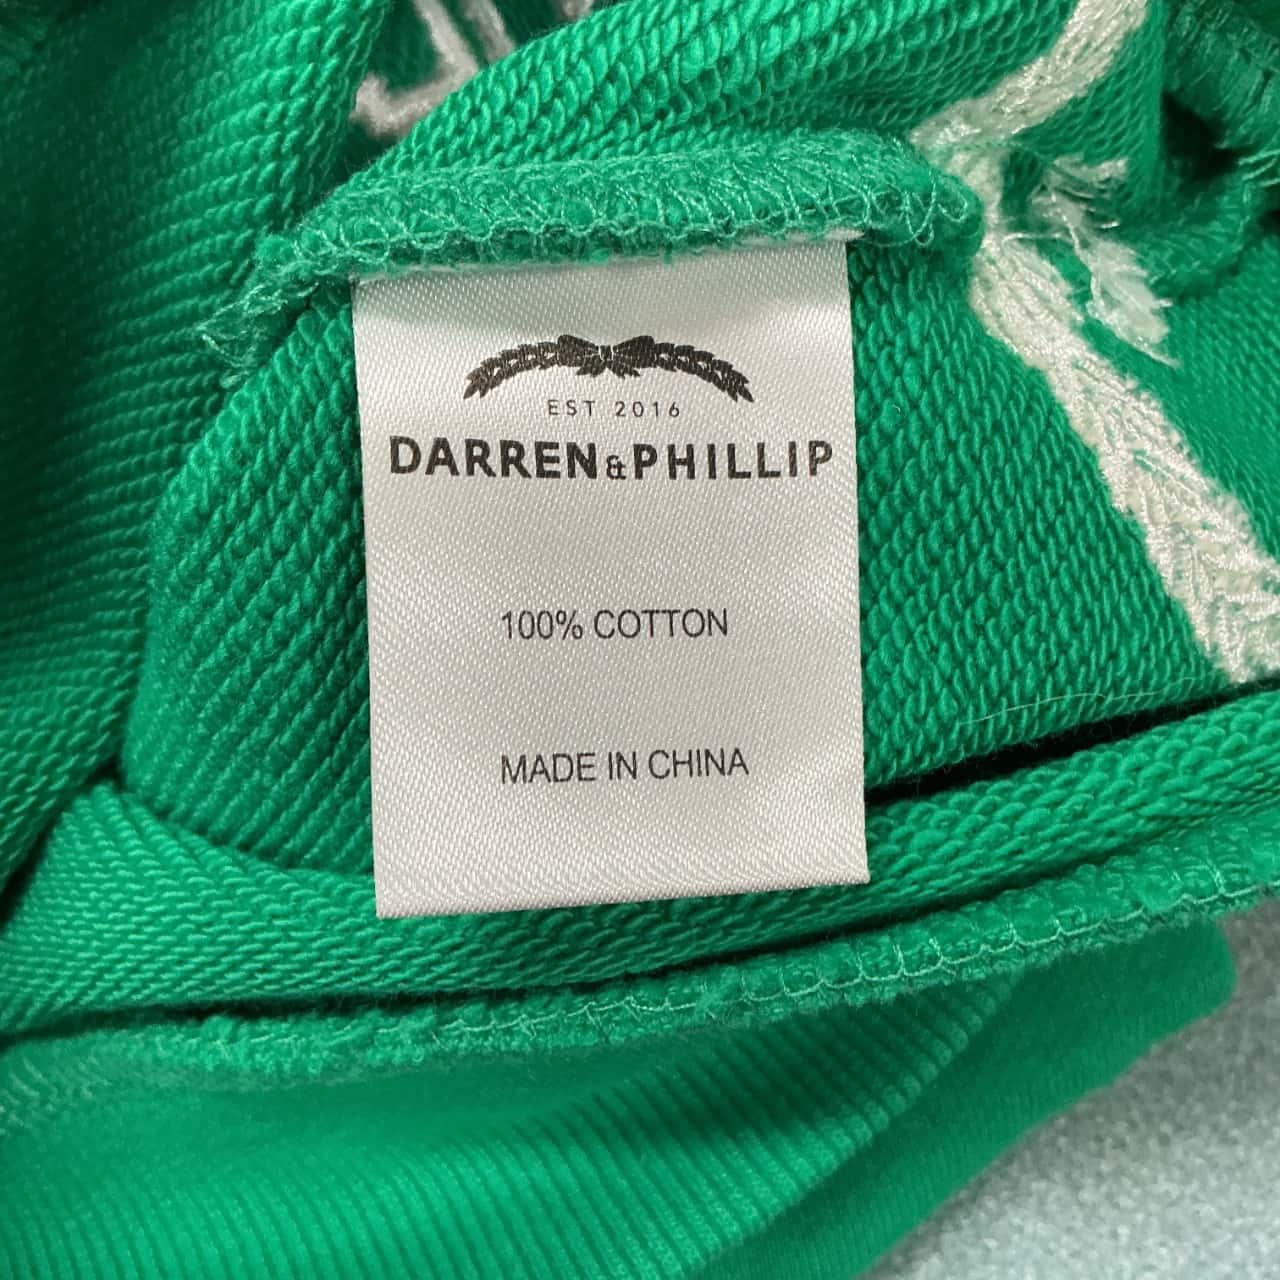 EST 2016
DARREN & PHILLIP
100% COTTON
MADE IN CHINA